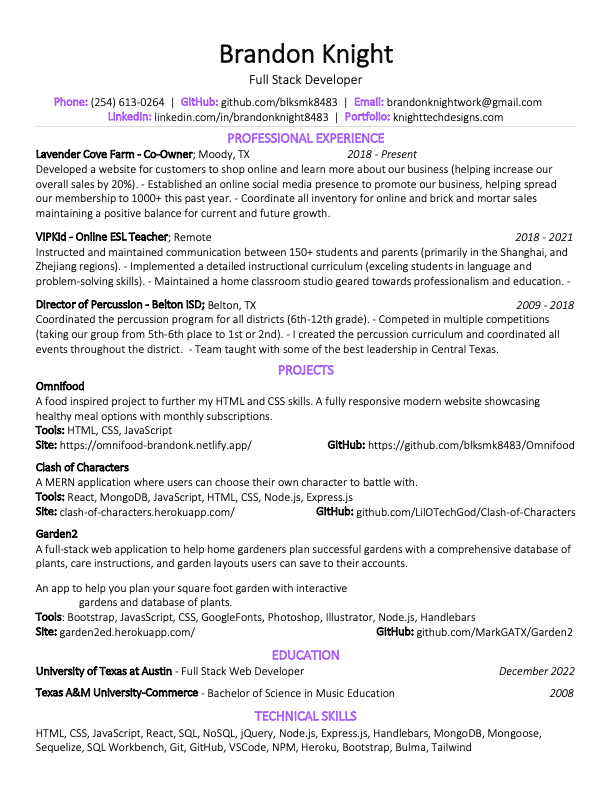 Brandon Knight
Full Stack Developer
Phone: (254) 613-0264 | GitHub: github.com/blksmk8483 | Email: brandonknightwork@gmail.com
LinkedIn: linkedin.com/in/brandonknight8483 | Portfolio: knighttechdesigns.com
PROFESSIONAL EXPERIENCE
Lavender Cove Farm - Co-Owner; Moody, TX 2018 - Present
Developed a website for customers to shop online and learn more about our business (helping increase our
overall sales by 20%). - Established an online social media presence to promote our business, helping spread
our membership to 1000+ this past year. - Coordinate all inventory for online and brick and mortar sales
maintaining a positive balance for current and future growth.
VIPKid - Online ESL Teacher; Remote 2018 - 2021
Instructed and maintained communication between 150+ students and parents (primarily in the Shanghai, and
Zhejiang regions). - Implemented a detailed instructional curriculum (exceling students in language and
problem-solving skills). - Maintained a home classroom studio geared towards professionalism and education. -
Director of Percussion - Belton ISD; Belton, TX 2009 - 2018
Coordinated the percussion program for all districts (6th-12th grade). - Competed in multiple competitions
(taking our group from 5th-6th place to 1st or 2nd). - I created the percussion curriculum and coordinated all
events throughout the district. - Team taught with some of the best leadership in Central Texas.
PROJECTS
Omnifood
A food inspired project to further my HTML and CSS skills. A fully responsive modern website showcasing
healthy meal options with monthly subscriptions.
Tools: HTML, CSS, JavaScript
Site: https://omnifood-brandonk.netlify.app/ GitHub: https://github.com/blksmk8483/Omnifood
Clash of Characters
A MERN application where users can choose their own character to battle with.
Tools: React, MongoDB, JavaScript, HTML, CSS, Node.js, Express.js
Site: clash-of-characters.herokuapp.com/ GitHub: github.com/LilOTechGod/Clash-of-Characters
Garden2
A full-stack web application to help home gardeners plan successful gardens with a comprehensive database of
plants, care instructions, and garden layouts users can save to their accounts.
An app to help you plan your square foot garden with interactive
gardens and database of plants.
Tools: Bootstrap, JavasScript, CSS, GoogleFonts, Photoshop, Illustrator, Node.js, Handlebars
Site: garden2ed.herokuapp.com/ GitHub: github.com/MarkGATX/Garden2
EDUCATION
University of Texas at Austin - Full Stack Web Developer December 2022
Texas A&M University-Commerce - Bachelor of Science in Music Education 2008
TECHNICAL SKILLS
HTML, CSS, JavaScript, React, SQL, NoSQL, jQuery, Node.js, Express.js, Handlebars, MongoDB, Mongoose,
Sequelize, SQL Workbench, Git, GitHub, VSCode, NPM, Heroku, Bootstrap, Bulma, Tailwind